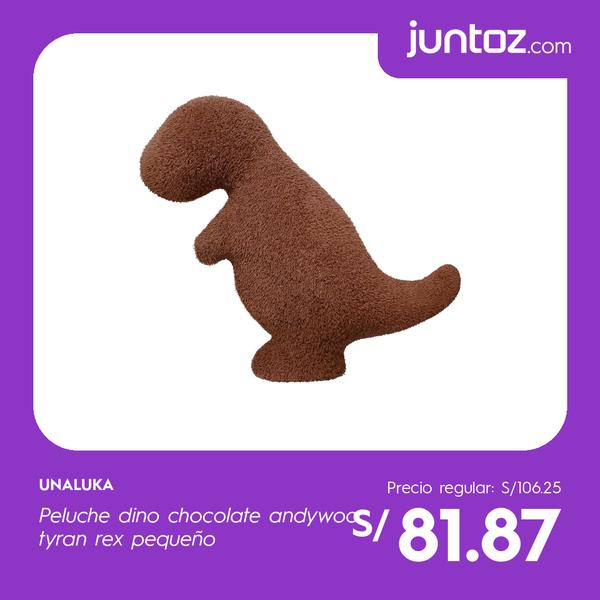 juntoz.com
UNALUKA
Peluche dino chocolate andywoo
tyran rex pequeño
Precio regular: S/106.25
S/ 81.87